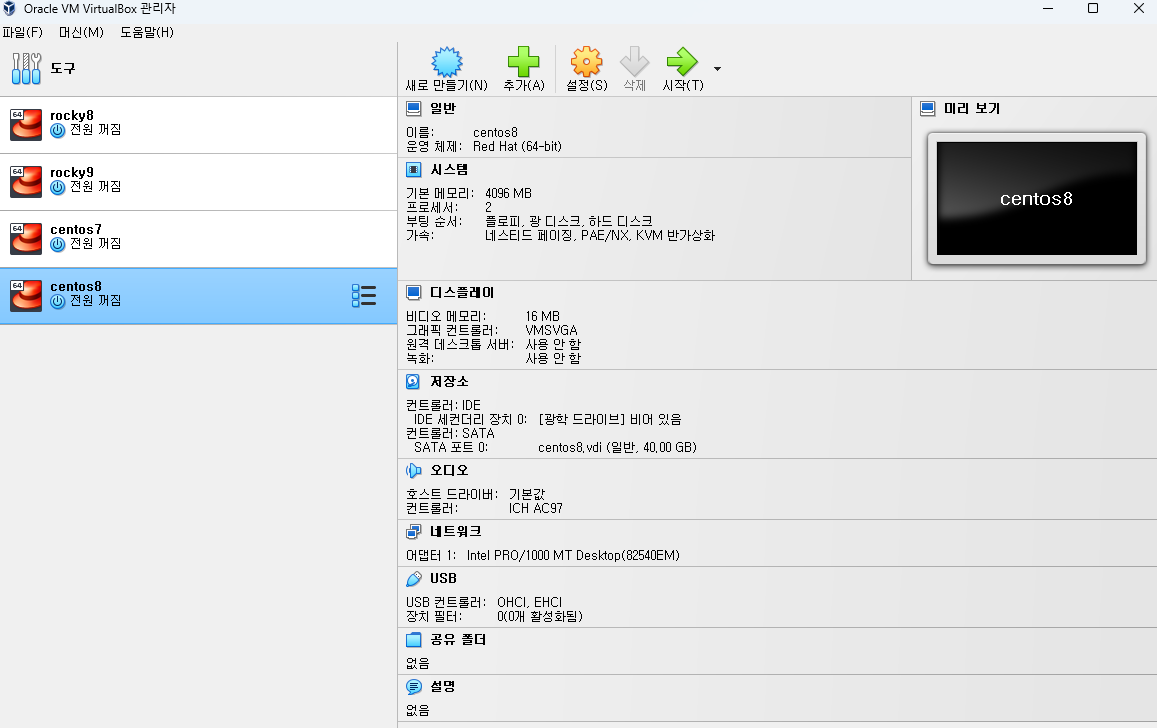 Oracle VM VirtualBox 관리자
파일(F) 머신(M) 도움말(H)
도구
새로 만들기(N) 추가(A) 설정(S) 삭제 시작(T)
64 rocky8
전원 꺼짐
64 rocky9
전원 꺼짐
64 centos7
전원 꺼짐
64 centos8
전원 꺼짐
일반
이름: centos8
운영 체제: Red Hat (64-bit)
시스템
기본 메모리: 4096 MB
프로세서: 2
부팅 순서: 플로피, 광 디스크, 하드 디스크
가속: 네스티드 페이징, PAE/NX, KVM 반가상화
미리 보기
centos8
디스플레이
비디오 메모리: 16 MB
그래픽 컨트롤러: VMSVGA
원격 데스크톱 서버: 사용 안 함
녹화: 사용 안 함
저장소
컨트롤러: IDE
IDE 세컨더리 장치 0: [광학 드라이브] 비어 있음
컨트롤러: SATA
SATA 포트 0: centos8.vdi (일반, 40.00 GB)
오디오
호스트 드라이버: 기본값
컨트롤러: ICH AC97
네트워크
어댑터 1: Intel PRO/1000 MT Desktop(82540EM)
USB
USB 컨트롤러: OHCI, EHCI
장치 필터: 0(0개 활성화됨)
공유 폴더
없음
설명
없음